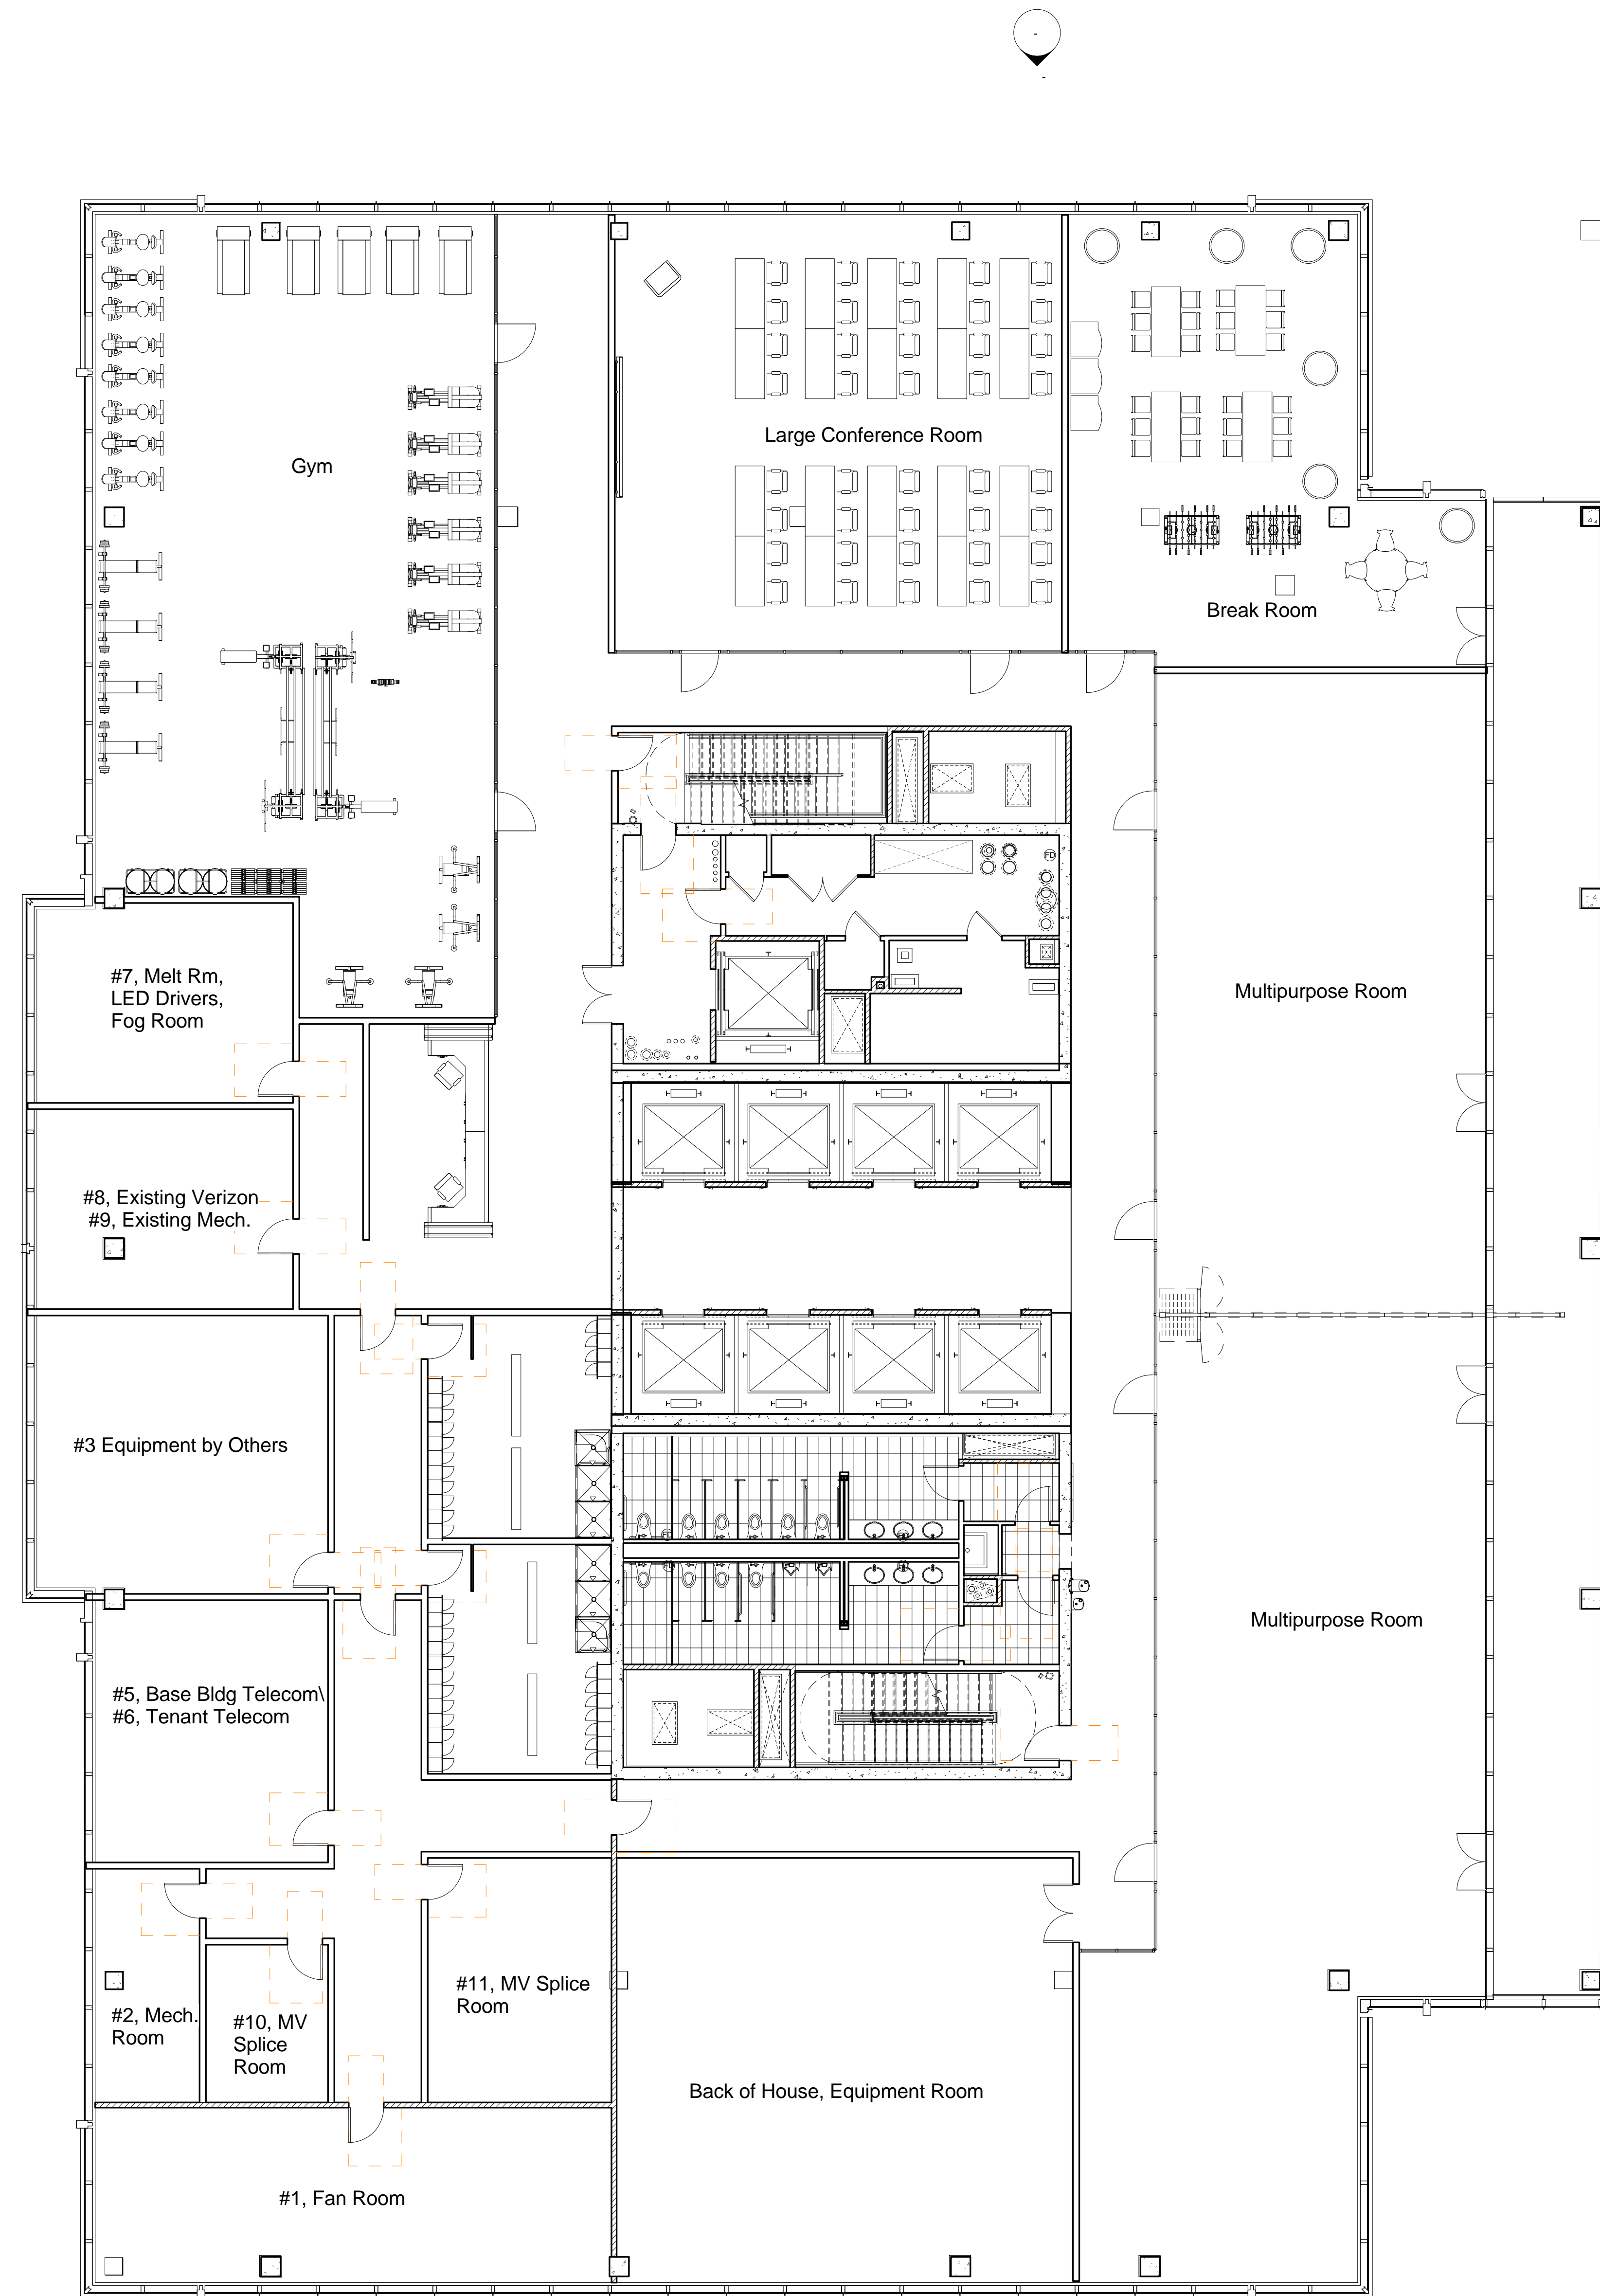 -
-
Large Conference Room
Gym
Break Room
#7, Melt Rm,
LED Drivers,
Fog Room
Multipurpose Room
#8, Existing Verizon
#9, Existing Mech.
#3 Equipment by Others
Multipurpose Room
#5, Base Bldg Telecom\
#6, Tenant Telecom
#11, MV Splice
Room
#2, Mech.
Room
#10, MV
Splice
Room
Back of House, Equipment Room
#1, Fan Room